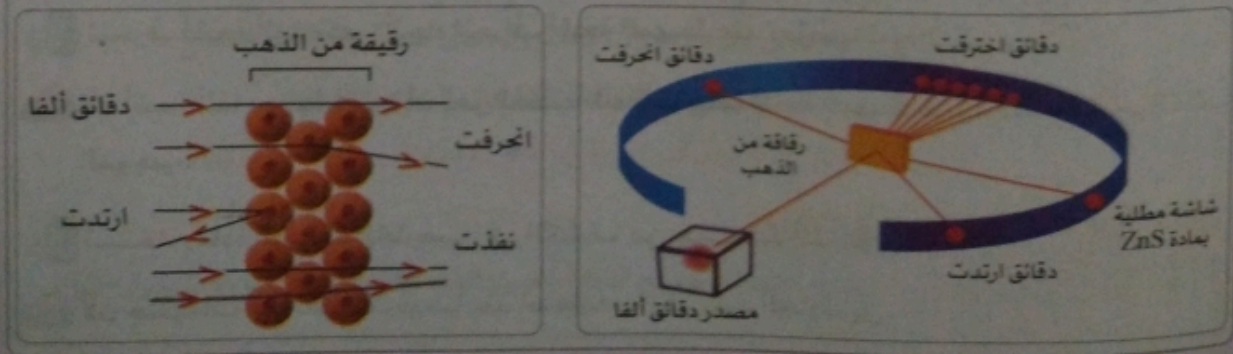 دقائق اخترقت
دقائق انحرفت
رقاقة من
الذهب
شاشة مطلية
بمادة ZnS
دقائق ارتدت
مصدر دقائق ألفا
رقيقة من الذهب
دقائق ألفا
انحرفت
ارتدت
نفذت